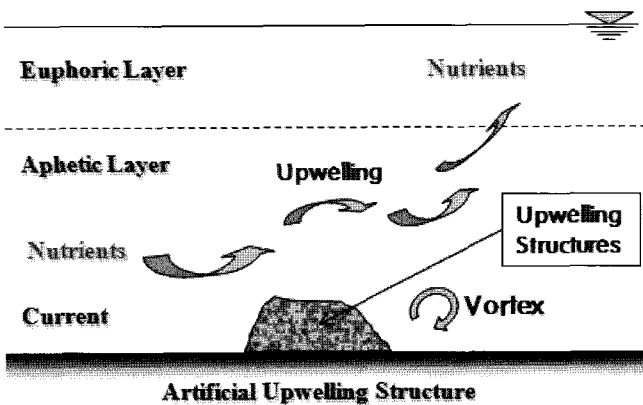 Euphoric Layer
Nutrients
Aphetic Layer
Upwelling
Upwelling
Structures
Nutrients
Current
Vortex
Artificial Upwelling Structure